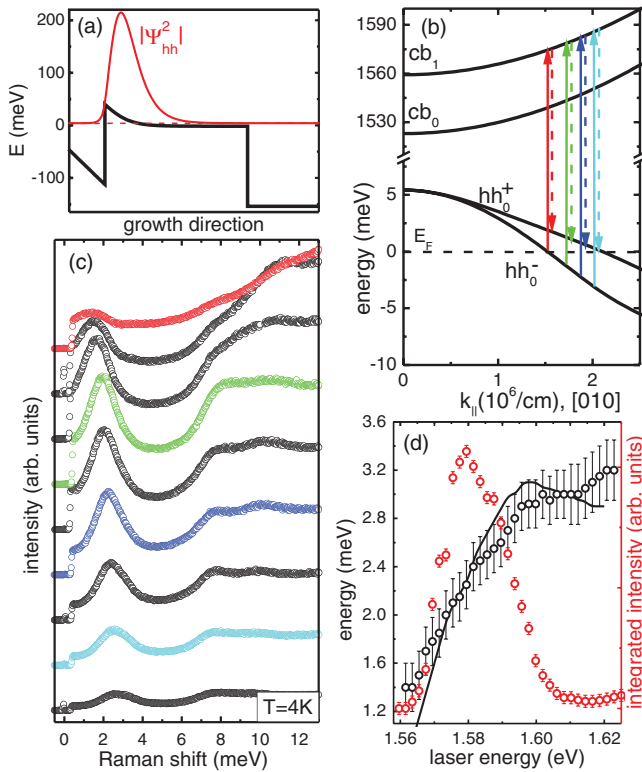 (a)
|Ψ²hh|
200
100
0
-100
E (meV)
growth direction
(b)
1590
1560
1530
cb₁
cb₀
5
0
-5
-10
energy (meV)
hh₀⁺
E_F
hh₀⁻
0
1
2
k||(10⁶/cm), [010]
(c)
intensity (arb. units)
T=4K
0 2 4 6 8 10 12
Raman shift (meV)
(d)
3.6
3.2
2.8
2.4
2.0
1.6
1.2
energy (meV)
integrated intensity (arb. units)
1.56 1.58 1.60 1.62
laser energy (eV)